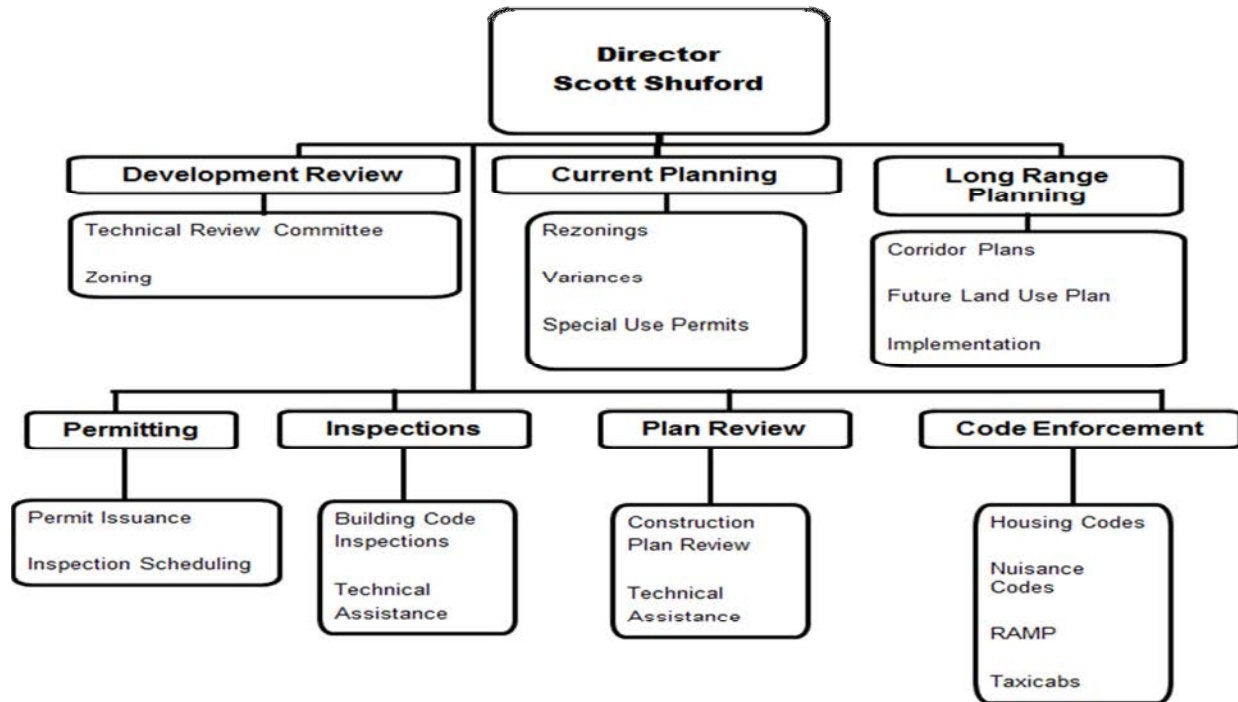 Director
Scott Shuford
Development Review
Technical Review Committee
Zoning
Current Planning
Rezonings
Variances
Special Use Permits
Long Range
Planning
Corridor Plans
Future Land Use Plan
Implementation
Permitting
Permit Issuance
Inspection Scheduling
Inspections
Building Code
Inspections
Technical
Assistance
Plan Review
Construction
Plan Review
Technical
Assistance
Code Enforcement
Housing Codes
Nuisance
Codes
RAMP
Taxicabs